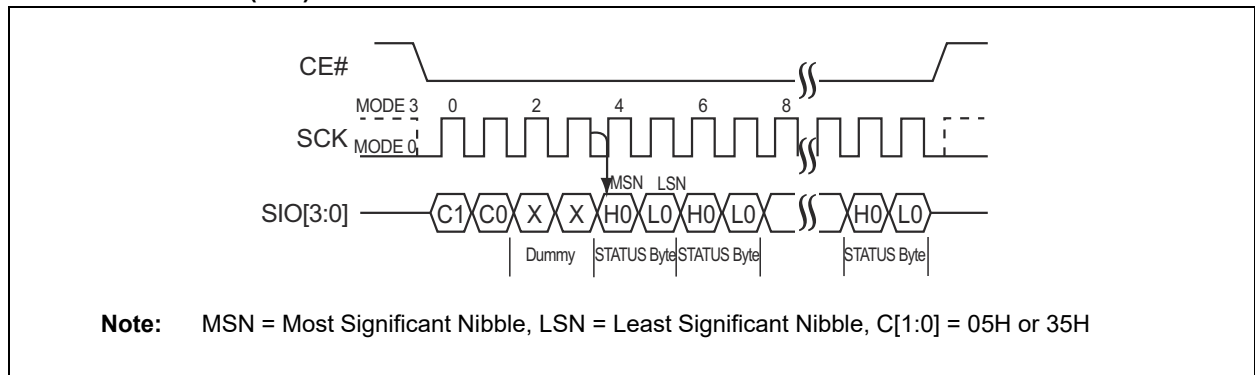 CE#
MODE 3 0 2 4 6 8
SCK
MODE 0
MSN LSN
SIO[3:0] C1 C0 X X H0 L0 H0 L0 H0 L0
Dummy STATUS Byte STATUS Byte STATUS Byte
Note: MSN = Most Significant Nibble, LSN = Least Significant Nibble, C[1:0] = 05H or 35H